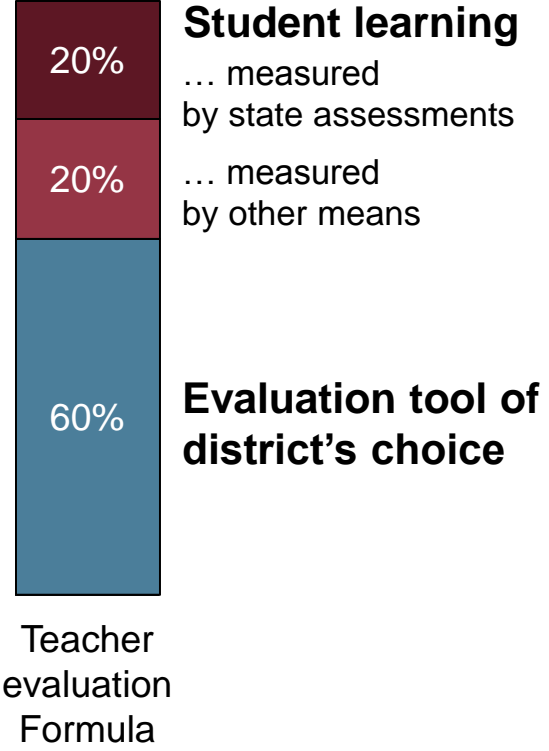 Student learning
20%
… measured
by state assessments
20%
… measured
by other means
60%
Evaluation tool of
district’s choice
Teacher
evaluation
Formula